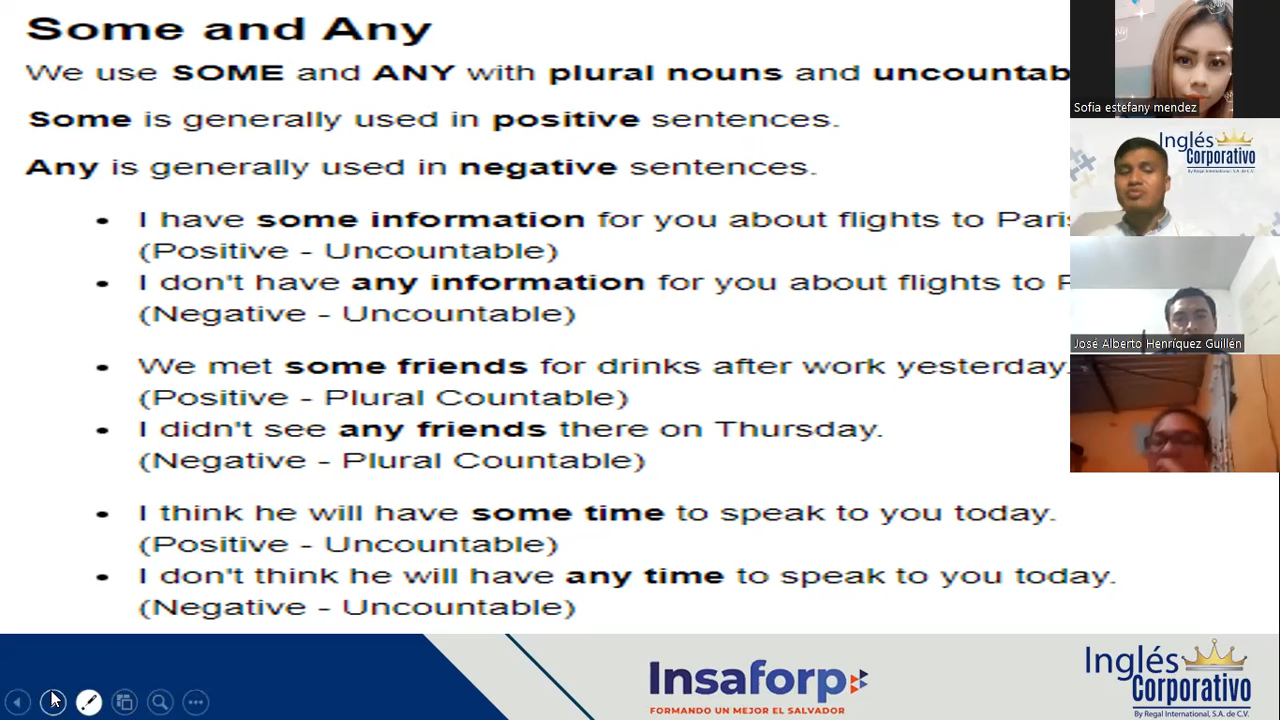 Some and Any
We use SOME and ANY with plural nouns and uncountab
Some is generally used in positive sentences.
Any is generally used in negative sentences.
• I have some information for you about flights to Paris
(Positive - Uncountable)
• I don't have any information for you about flights to P
(Negative - Uncountable)
• We met some friends for drinks after work yesterday.
(Positive - Plural Countable)
• I didn't see any friends there on Thursday.
(Negative - Plural Countable)
• I think he will have some time to speak to you today.
(Positive - Uncountable)
• I don't think he will have any time to speak to you today.
(Negative - Uncountable)
Sofia estefany mendez
Inglés
Corporativo
By Regal International, S.A. de C.V.
José Alberto Henríquez Guillén
Insaforp
FORMANDO UN MEJOR EL SALVADOR
Inglés
Corporativo
By Regal International, S.A. de C.V.